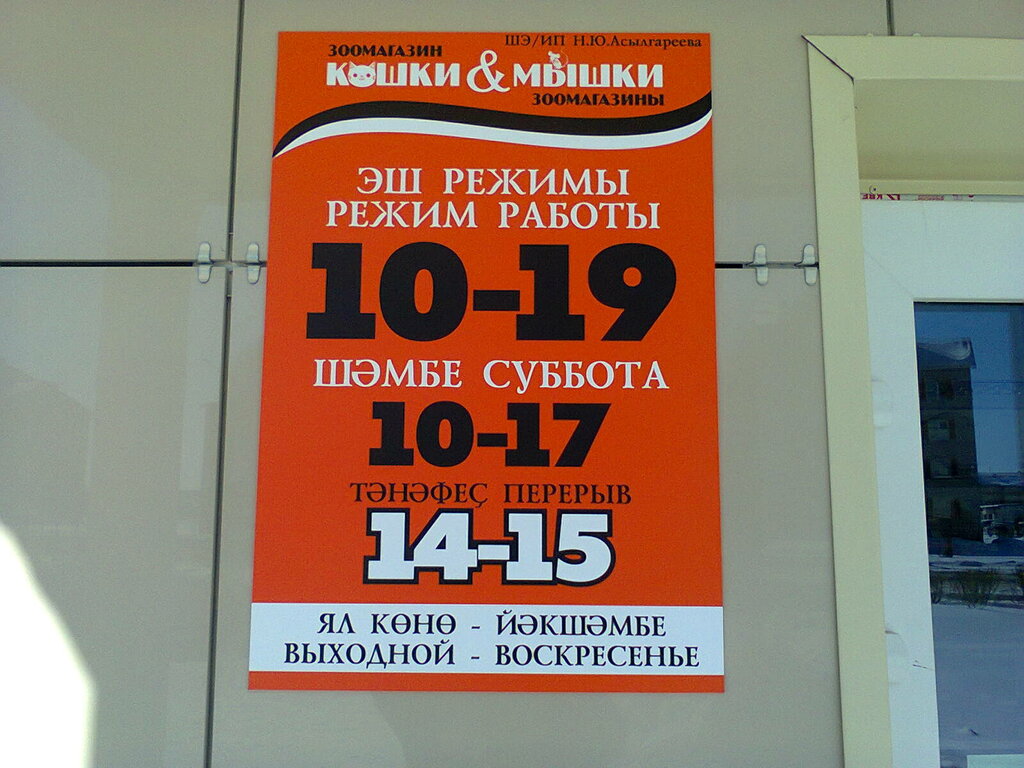 ШЭ/ИП Н.Ю.Асылгареева
ЗООМАГАЗИН
КОШКИ & МЫШКИ
ЗООМАГАЗИНЫ
ЭШ РЕЖИМЫ
РЕЖИМ РАБОТЫ
10-19
ШӘМБЕ СУББОТА
10-17
ТӘНӘФЕҪ ПЕРЕРЫВ
14-15
ЯЛ КӨНӨ - ЙӘКШӘМБЕ
ВЫХОДНОЙ - ВОСКРЕСЕНЬЕ